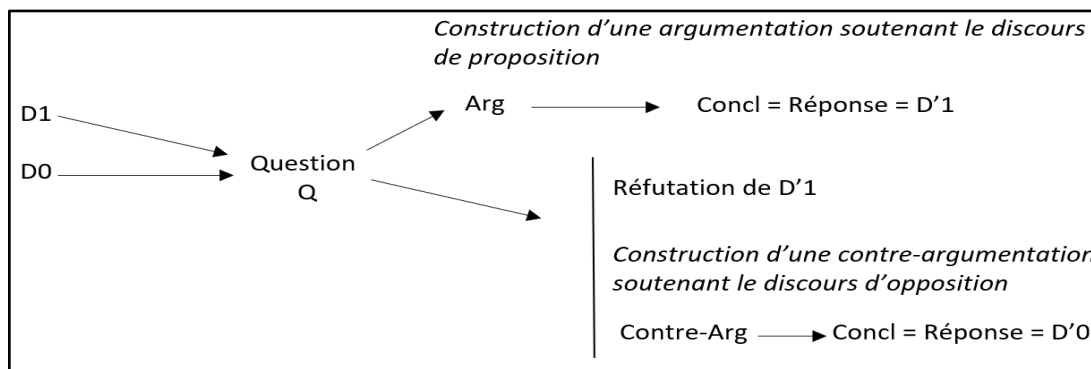 Construction d’une argumentation soutenant le discours
de proposition
D1
Arg
Concl = Réponse = D’1
D0
Question
Q
Réfutation de D’1
Construction d’une contre-argumentation
soutenant le discours d’opposition
Contre-Arg
Concl = Réponse = D’0